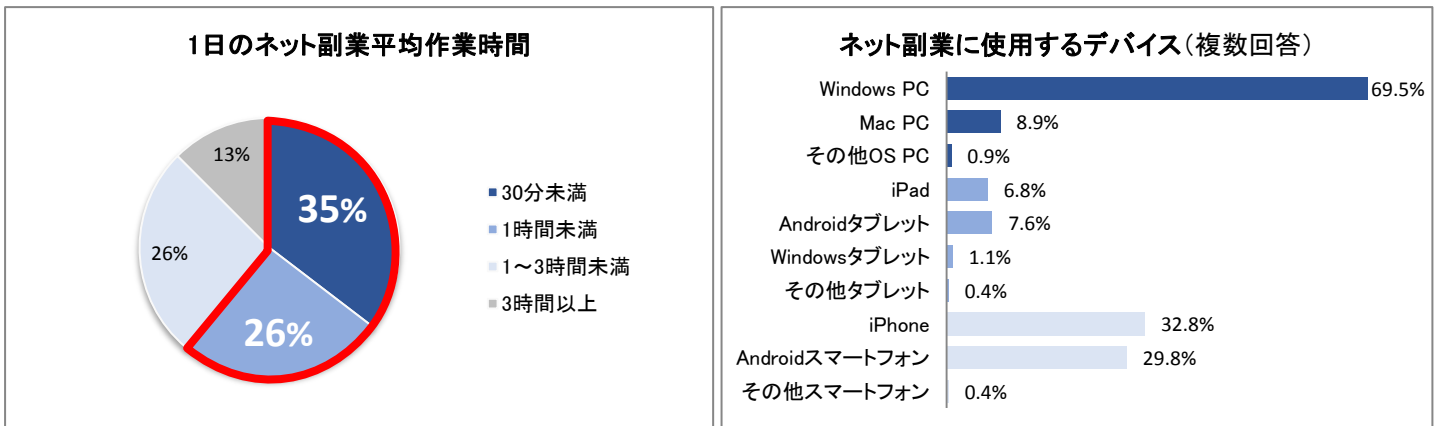 1日のネット副業平均作業時間
35%
26%
26%
13%
30分未満
1時間未満
1～3時間未満
3時間以上
ネット副業に使用するデバイス（複数回答）
Windows PC 69.5%
Mac PC 8.9%
その他OS PC 0.9%
iPad 6.8%
Androidタブレット 7.6%
Windowsタブレット 1.1%
その他タブレット 0.4%
iPhone 32.8%
Androidスマートフォン 29.8%
その他スマートフォン 0.4%